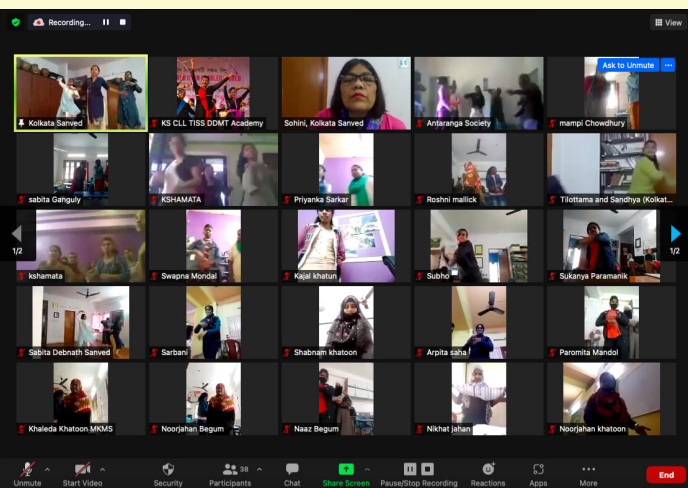 Recording...
View
Ask to Unmute
Kolkata Sanved
KS CLL TISS DDMT Academy
Sohini, Kolkata Sanved
Antaranga Society
mampi Chowdhury
sabita Ganguly
KSHAMATA
Priyanka Sarkar
Roshni mallick
Tilottama and Sandhya (Kolkat...
1/2
1/2
kshamata
Swapna Mondal
Kajal khatun
Subho
Sukanya Paramanik
Sabita Debnath Sanved
Sarbani
Shabnam khatoon
Arpita saha
Paromita Mandol
Khaleda Khatoon MKMS
Noorjahan Begum
Naaz Begum
Nikhat jahan
Noorjahan khatoon
Unmute
Start Video
Security
38
Participants
Chat
Share Screen
Pause/Stop Recording
Reactions
Apps
More
End